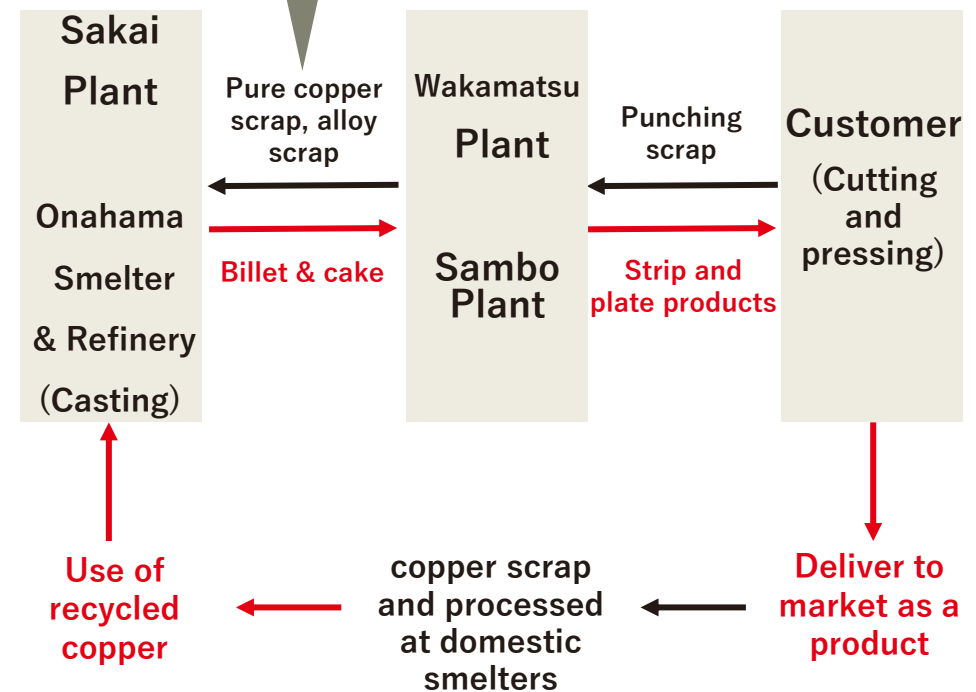 Sakai
Plant
Onahama
Smelter
& Refinery
(Casting)
Pure copper
scrap, alloy
scrap
Billet & cake
Wakamatsu
Plant
Sambo
Plant
Punching
scrap
Strip and
plate products
Customer
(Cutting
and
pressing)
Use of
recycled
copper
copper scrap
and processed
at domestic
smelters
Deliver to
market as a
product